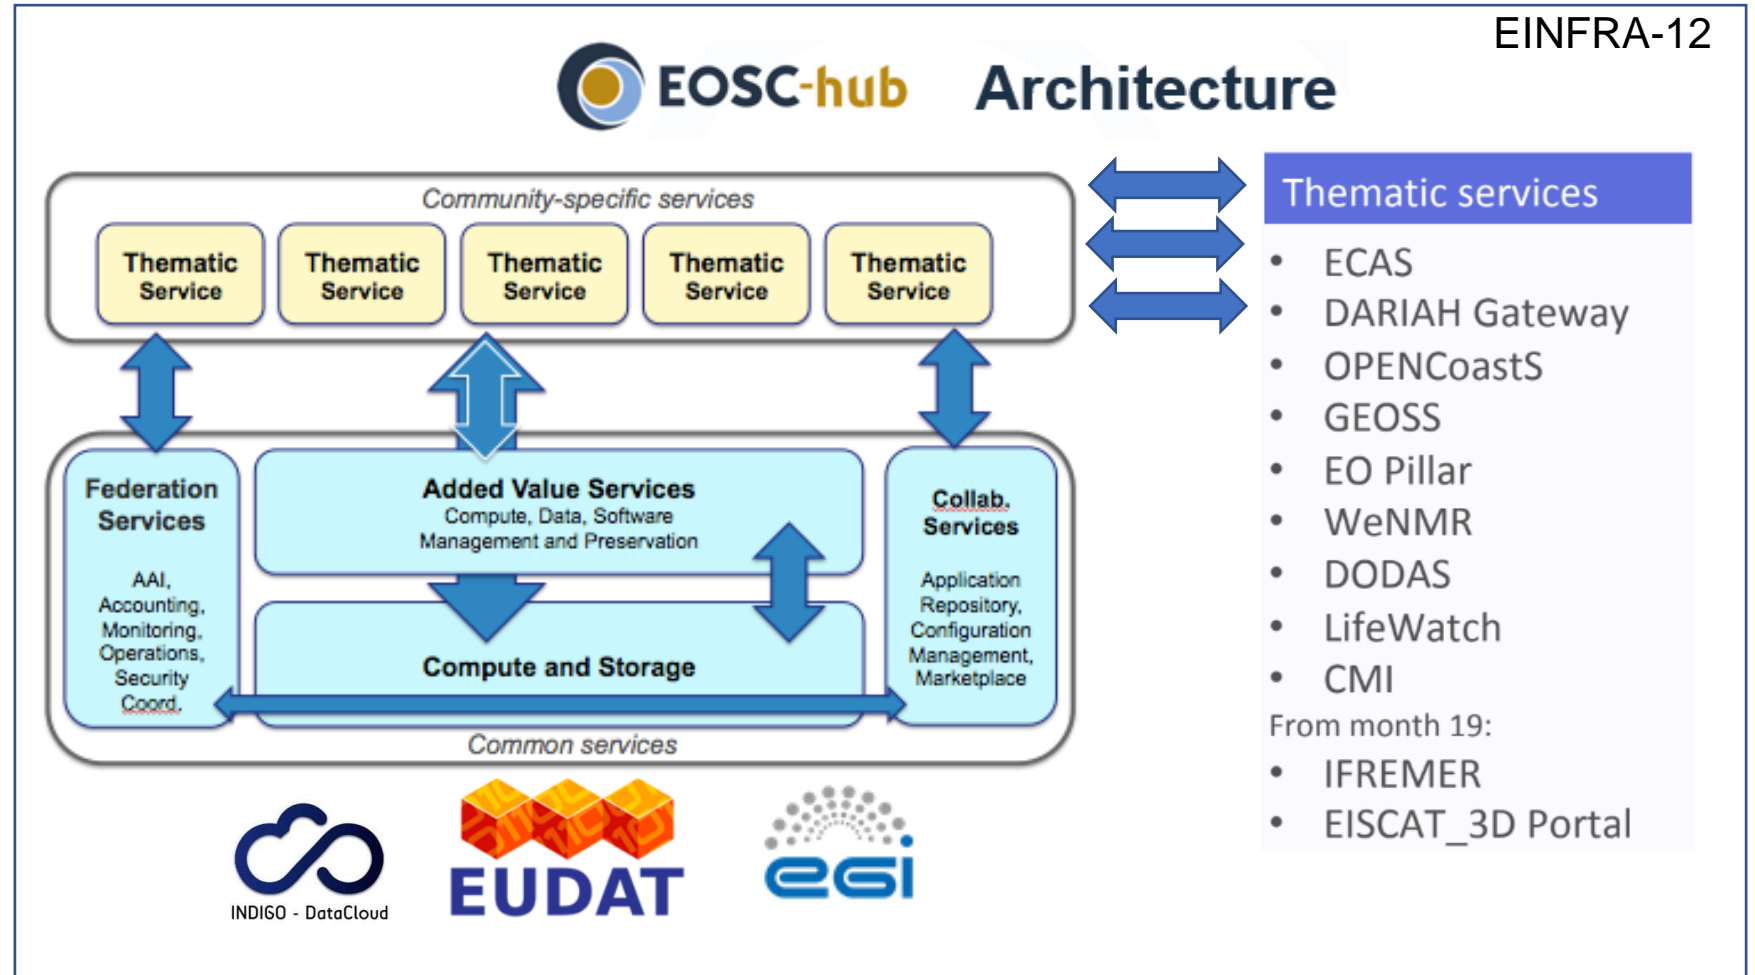 EINFRA-12
EOSC-hub Architecture
Community-specific services
Thematic Service
Thematic Service
Thematic Service
Thematic Service
Thematic Service
Federation
Services
AAI,
Accounting,
Monitoring,
Operations,
Security
Coord.
Added Value Services
Compute, Data, Software
Management and Preservation
Compute and Storage
Collab.
Services
Application
Repository,
Configuration
Management,
Marketplace
Common services
INDIGO - DataCloud
EUDAT
egi
Thematic services
• ECAS
• DARIAH Gateway
• OPENCoastS
• GEOSS
• EO Pillar
• WeNMR
• DODAS
• LifeWatch
• CMI
From month 19:
• IFREMER
• EISCAT_3D Portal